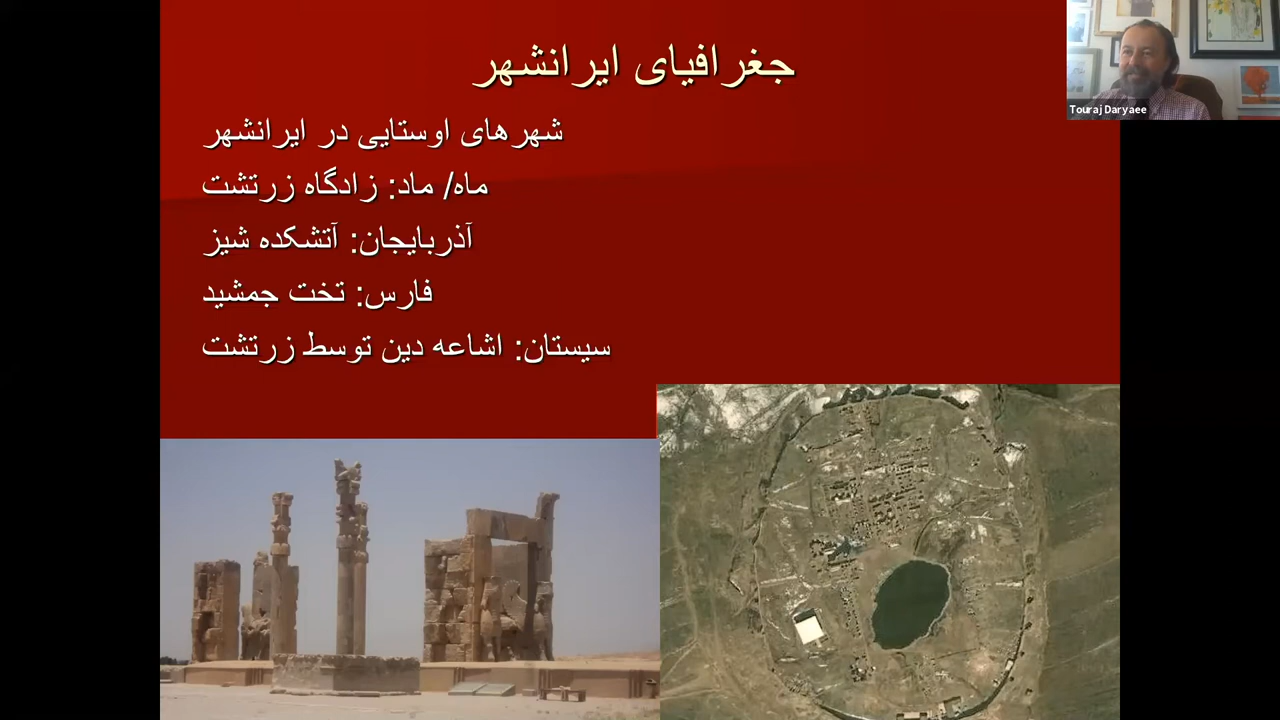 جغرافیای ایرانشهر
شهرهای اوستایی در ایرانشهر
ماه/ ماد: زادگاه زرتشت
آذربایجان: آتشکده شیز
فارس: تخت جمشید
سیستان: اشاعه دین توسط زرتشت
Touraj Daryaee